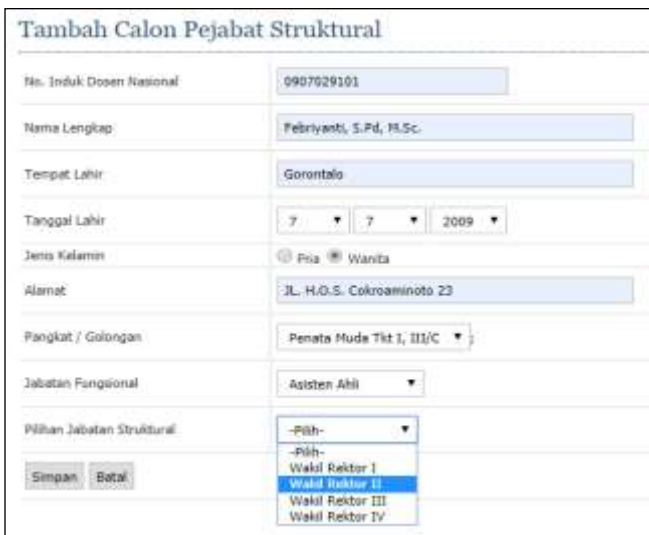 Tambah Calon Pejabat Struktural
No. Induk Dosen Nasional 0907029101
Nama Lengkap Febriyanti, S.Pd, M.Sc.
Tempat Lahir Gorontalo
Tanggal Lahir 7 7 2009
Jenis Kelamin Pria Wanita
Alamat JL. H.O.S. Cokroaminoto 23
Pangkat / Golongan Penata Muda Tkt I, III/C ;
Jabatan Fungsional Asisten Ahli
Pilihan Jabatan Struktural -Pilih-
-Pilih-
Wakil Rektor I
Wakil Rektor II
Wakil Rektor III
Wakil Rektor IV
Simpan Batal